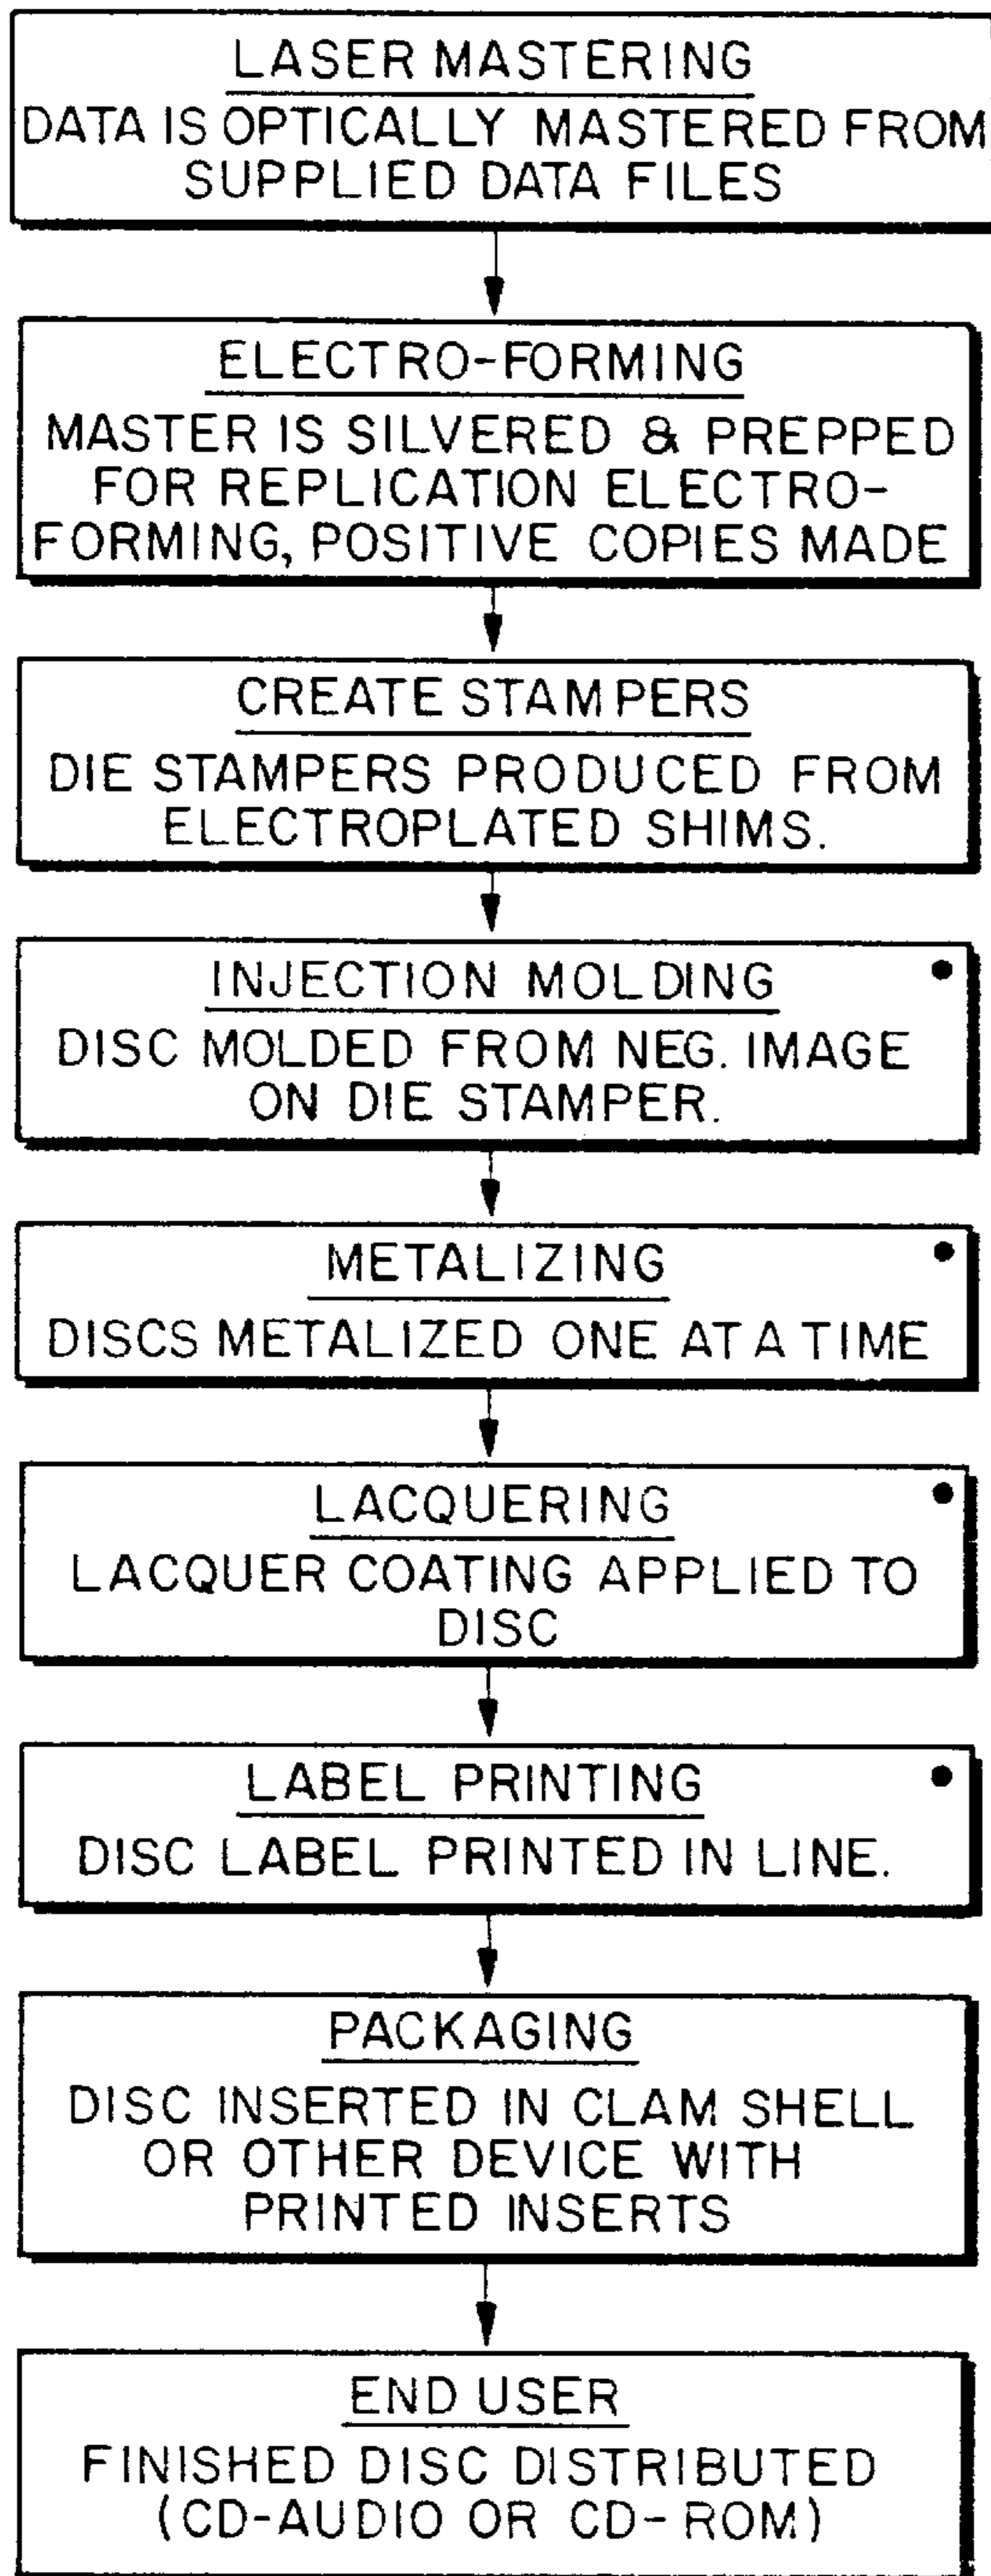 LASER MASTERING
DATA IS OPTICALLY MASTERED FROM
SUPPLIED DATA FILES
ELECTRO-FORMING
MASTER IS SILVERED & PREPPED
FOR REPLICATION ELECTRO-
FORMING, POSITIVE COPIES MADE
CREATE STAMPERS
DIE STAMPERS PRODUCED FROM
ELECTROPLATED SHIMS.
INJECTION MOLDING
DISC MOLDED FROM NEG. IMAGE
ON DIE STAMPER.
METALIZING
DISCS METALIZED ONE AT A TIME
LACQUERING
LACQUER COATING APPLIED TO
DISC
LABEL PRINTING
DISC LABEL PRINTED IN LINE.
PACKAGING
DISC INSERTED IN CLAM SHELL
OR OTHER DEVICE WITH
PRINTED INSERTS
END USER
FINISHED DISC DISTRIBUTED
(CD-AUDIO OR CD-ROM)